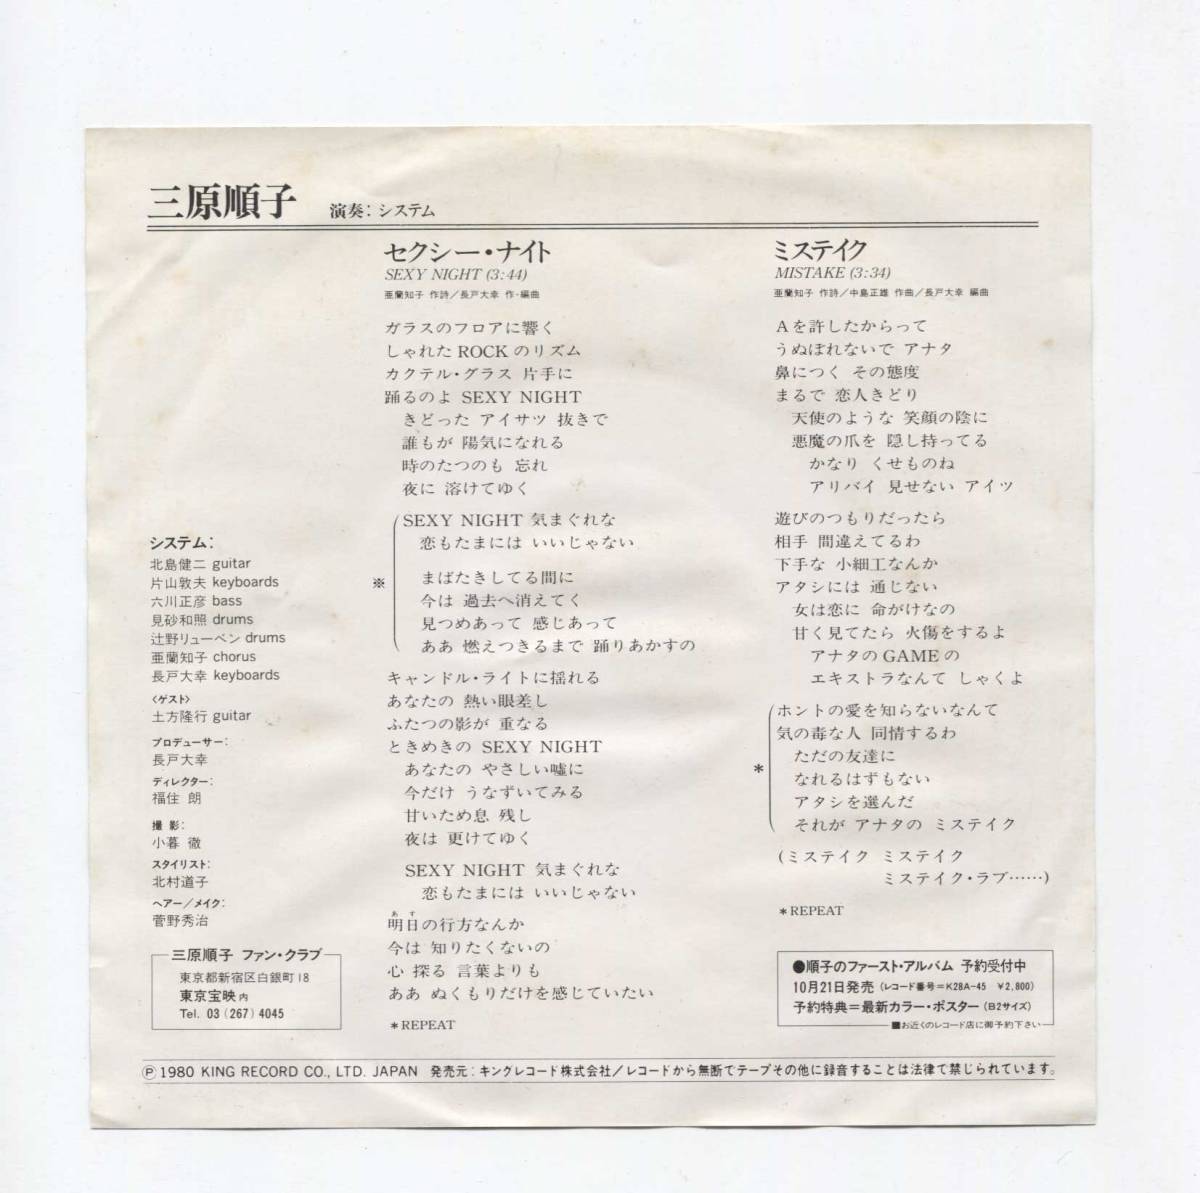 三原順子 演奏：システム
セクシー・ナイト
SEXY NIGHT (3:44)
亜蘭知子 作詩／長戸大幸 作・編曲
ガラスのフロアに響く
しゃれた ROCK のリズム
カクテル・グラス 片手に
踊るのよ SEXY NIGHT
きどった アイサツ 抜きで
誰もが 陽気になれる
時のたつのも 忘れ
夜に 溶けてゆく
※
SEXY NIGHT 気まぐれな
恋もたまには いいじゃない
まばたきしてる間に
今は 過去へ消えてく
見つめあって 感じあって
ああ 燃えつきるまで 踊りあかすの
キャンドル・ライトに揺れる
あなたの 熱い眼差し
ふたつの影が 重なる
ときめきの SEXY NIGHT
あなたの やさしい嘘に
今だけ うなずいてみる
甘いため息 残し
夜は 更けてゆく
SEXY NIGHT 気まぐれな
恋もたまには いいじゃない
あす
明日の行方なんか
今は 知りたくないの
心 探る 言葉よりも
ああ ぬくもりだけを感じていたい
＊REPEAT
ミステイク
MISTAKE (3:34)
亜蘭知子 作詩／中島正雄 作曲／長戸大幸 編曲
Aを許したからって
うぬぼれないで アナタ
鼻につく その態度
まるで 恋人きどり
天使のような 笑顔の陰に
悪魔の爪を 隠し持ってる
かなり くせものね
アリバイ 見せない アイツ
遊びのつもりだったら
相手 間違えてるわ
下手な 小細工なんか
アタシには 通じない
女は恋に 命がけなの
甘く見てたら 火傷をするよ
アナタの GAME の
エキストラなんて しゃくよ
＊
ホントの愛を知らないなんて
気の毒な人 同情するわ
ただの友達に
なれるはずもない
アタシを選んだ
それが アナタの ミステイク
(ミステイク ミステイク
ミステイク・ラブ……)
＊REPEAT
システム：
北島健二 guitar
片山敦夫 keyboards
六川正彦 bass
見砂和照 drums
辻野リューベン drums
亜蘭知子 chorus
長戸大幸 keyboards
〈ゲスト〉
土方隆行 guitar
プロデューサー：
長戸大幸
ディレクター：
福住 朗
撮 影：
小暮 徹
スタイリスト：
北村道子
ヘアー／メイク：
菅野秀治
三原順子 ファン・クラブ
東京都新宿区白銀町18
東京宝映内
Tel. 03 (267) 4045
●順子のファースト・アルバム 予約受付中
10月21日発売 (レコード番号＝K28A-45 ¥2,800)
予約特典＝最新カラー・ポスター (B2サイズ)
■お近くのレコード店に御予約下さい
Ⓟ 1980 KING RECORD CO., LTD. JAPAN 発売元：キングレコード株式会社／レコードから無断でテープその他に録音することは法律で禁じられています。